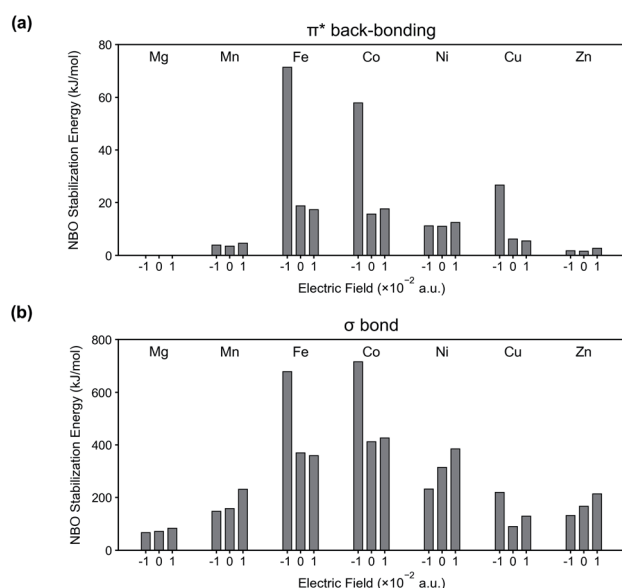 (a)
π* back-bonding
NBO Stabilization Energy (kJ/mol)
80
60
40
20
0
Mg Mn Fe Co Ni Cu Zn
-1 0 1 -1 0 1 -1 0 1 -1 0 1 -1 0 1 -1 0 1 -1 0 1
Electric Field (×10⁻² a.u.)
(b)
σ bond
NBO Stabilization Energy (kJ/mol)
800
600
400
200
0
Mg Mn Fe Co Ni Cu Zn
-1 0 1 -1 0 1 -1 0 1 -1 0 1 -1 0 1 -1 0 1 -1 0 1
Electric Field (×10⁻² a.u.)